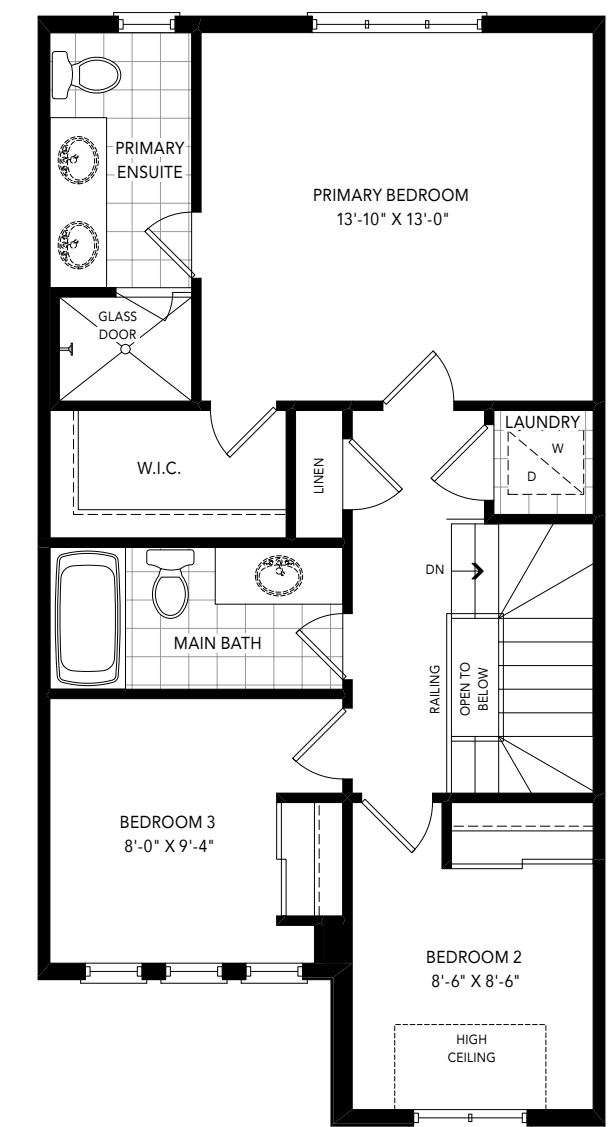 PRIMARY
ENSUITE
PRIMARY BEDROOM
13'-10" X 13'-0"
GLASS
DOOR
LAUNDRY
W
D
W.I.C.
LINEN
DN
MAIN BATH
RAILING
OPEN TO
BELOW
BEDROOM 3
8'-0" X 9'-4"
BEDROOM 2
8'-6" X 8'-6"
HIGH
CEILING